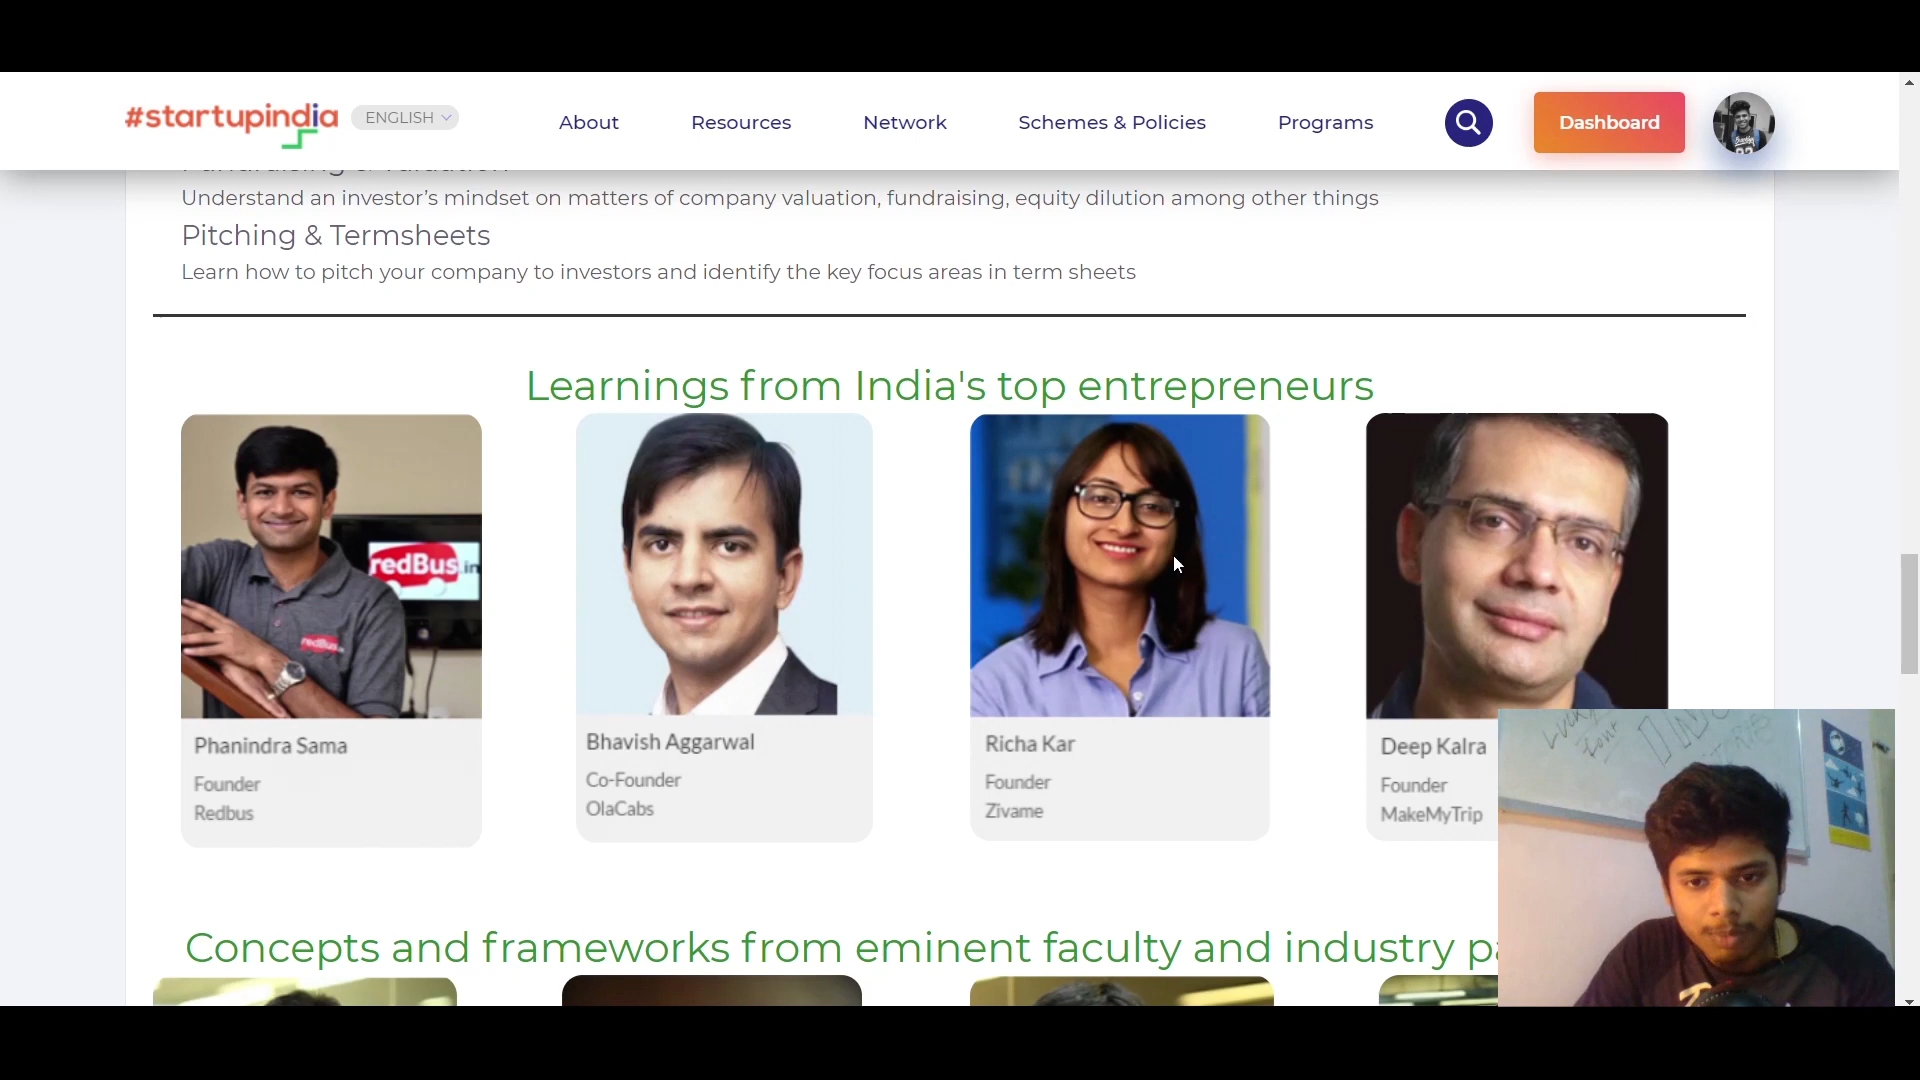 #startupindia
ENGLISH
About
Resources
Network
Schemes & Policies
Programs
Dashboard
Understand an investor’s mindset on matters of company valuation, fundraising, equity dilution among other things
Pitching & Termsheets
Learn how to pitch your company to investors and identify the key focus areas in term sheets
Learnings from India's top entrepreneurs
redBus.in
redBus
Phanindra Sama
Founder
Redbus
Bhavish Aggarwal
Co-Founder
OlaCabs
Richa Kar
Founder
Zivame
Deep Kalra
Founder
MakeMyTrip
Concepts and frameworks from eminent faculty and industry